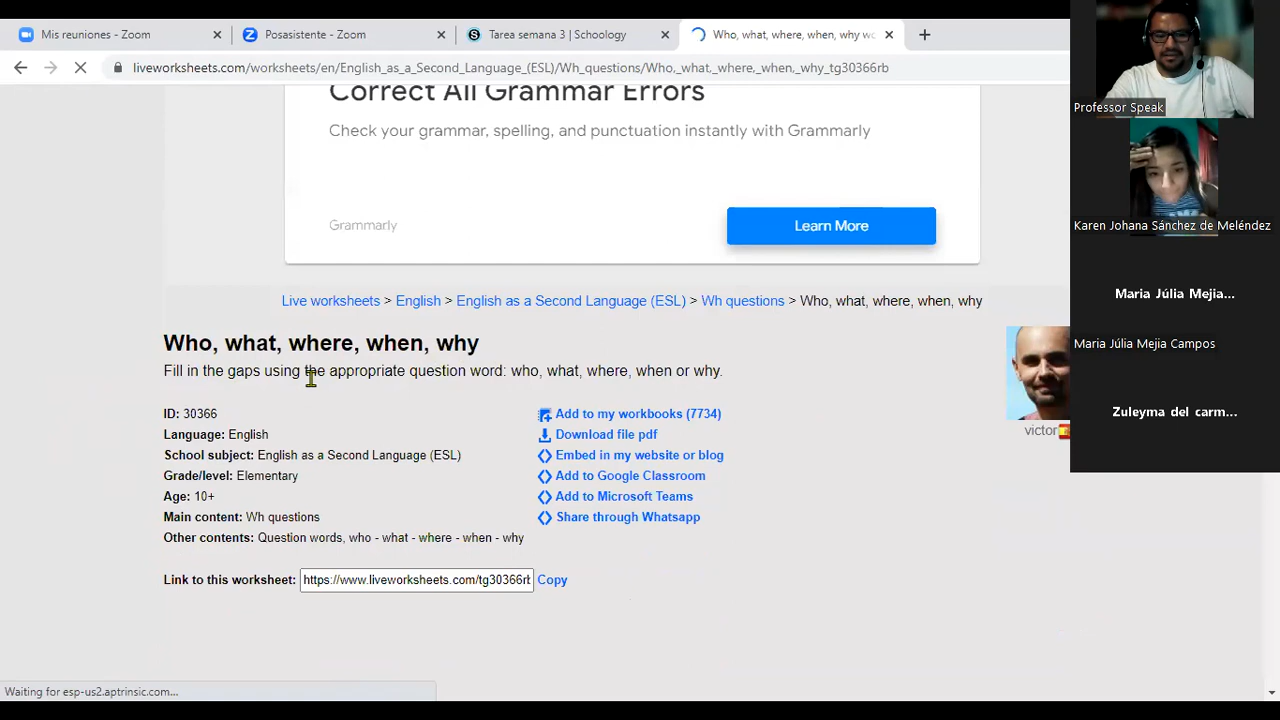 Mis reuniones - Zoom
Posasistente - Zoom
Tarea semana 3 | Schoology
Who, what, where, when, why wo
liveworksheets.com/worksheets/en/English_as_a_Second_Language_(ESL)/Wh_questions/Who,_what,_where,_when,_why_tg30366rb
Correct All Grammar Errors
Check your grammar, spelling, and punctuation instantly with Grammarly
Grammarly
Learn More
Live worksheets > English > English as a Second Language (ESL) > Wh questions > Who, what, where, when, why
Who, what, where, when, why
Fill in the gaps using the appropriate question word: who, what, where, when or why.
ID: 30366
Language: English
School subject: English as a Second Language (ESL)
Grade/level: Elementary
Age: 10+
Main content: Wh questions
Other contents: Question words, who - what - where - when - why
Add to my workbooks (7734)
Download file pdf
Embed in my website or blog
Add to Google Classroom
Add to Microsoft Teams
Share through Whatsapp
Link to this worksheet: https://www.liveworksheets.com/tg30366rb Copy
victor
Waiting for esp-us2.aptrinsic.com...
Professor Speak
Karen Johana Sánchez de Meléndez
Maria Júlia Mejia...
Maria Júlia Mejia Campos
Zuleyma del carm...